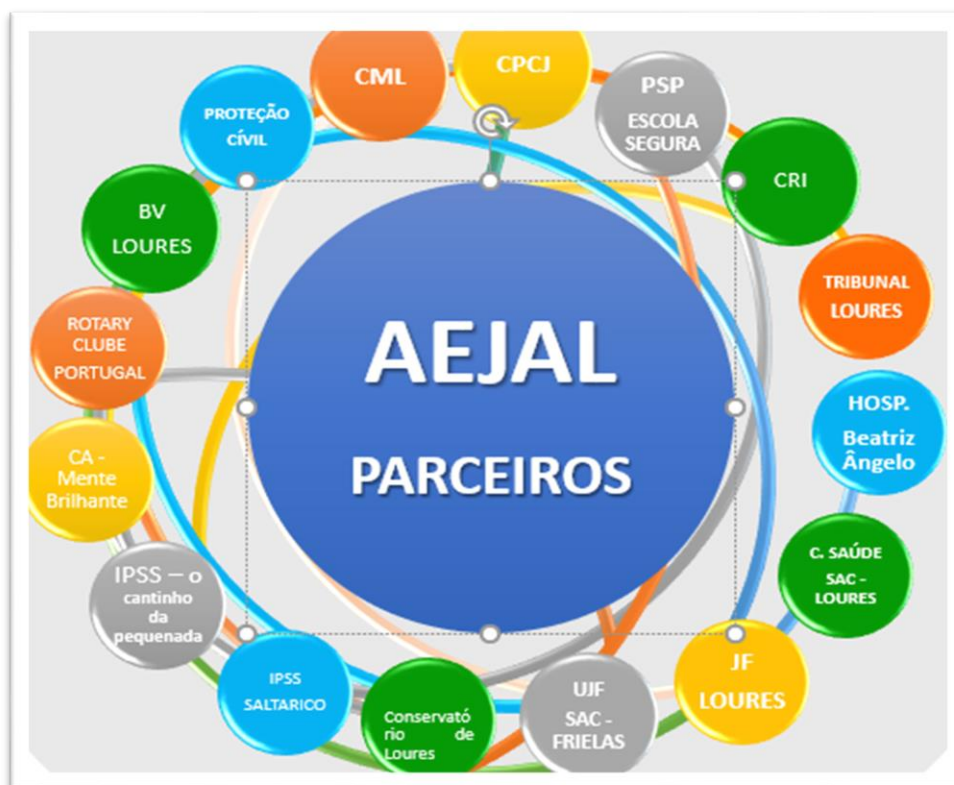 AEJAL
PARCEIROS
CPCJ
PSP
ESCOLA
SEGURA
CRI
TRIBUNAL
LOURES
HOSP.
Beatriz
Ângelo
C. SAÚDE
SAC -
LOURES
JF
LOURES
UJF
SAC -
FRIELAS
Conservató
rio de
Loures
IPSS
SALTARICO
IPSS – o
cantinho
da
pequenada
CA -
Mente
Brilhante
ROTARY
CLUBE
PORTUGAL
BV
LOURES
PROTEÇÃO
CÍVIL
CML